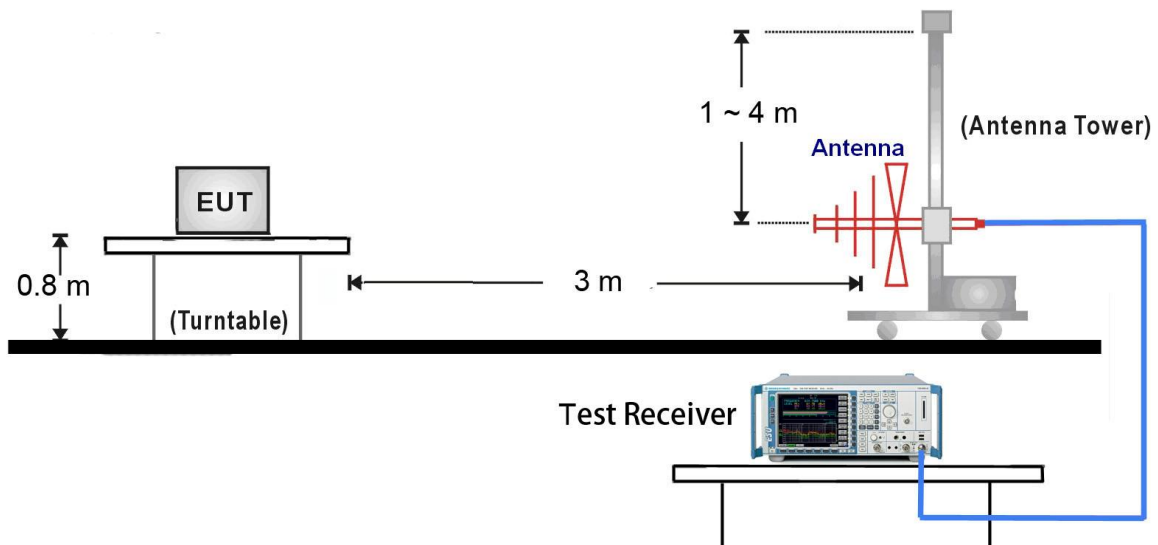 1 ~ 4 m
(Antenna Tower)
Antenna
EUT
0.8 m
3 m
(Turntable)
Test Receiver